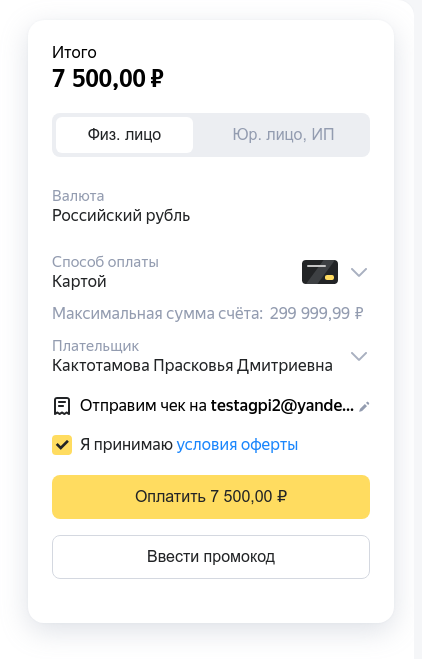 Итого
7 500,00 ₽
Физ. лицо
Юр. лицо, ИП
Валюта
Российский рубль
Способ оплаты
Картой
Максимальная сумма счёта: 299 999,99 ₽
Плательщик
Кактотамова Прасковья Дмитриевна
Отправим чек на testagpi2@yande...
Я принимаю условия оферты
Оплатить 7 500,00 ₽
Ввести промокод